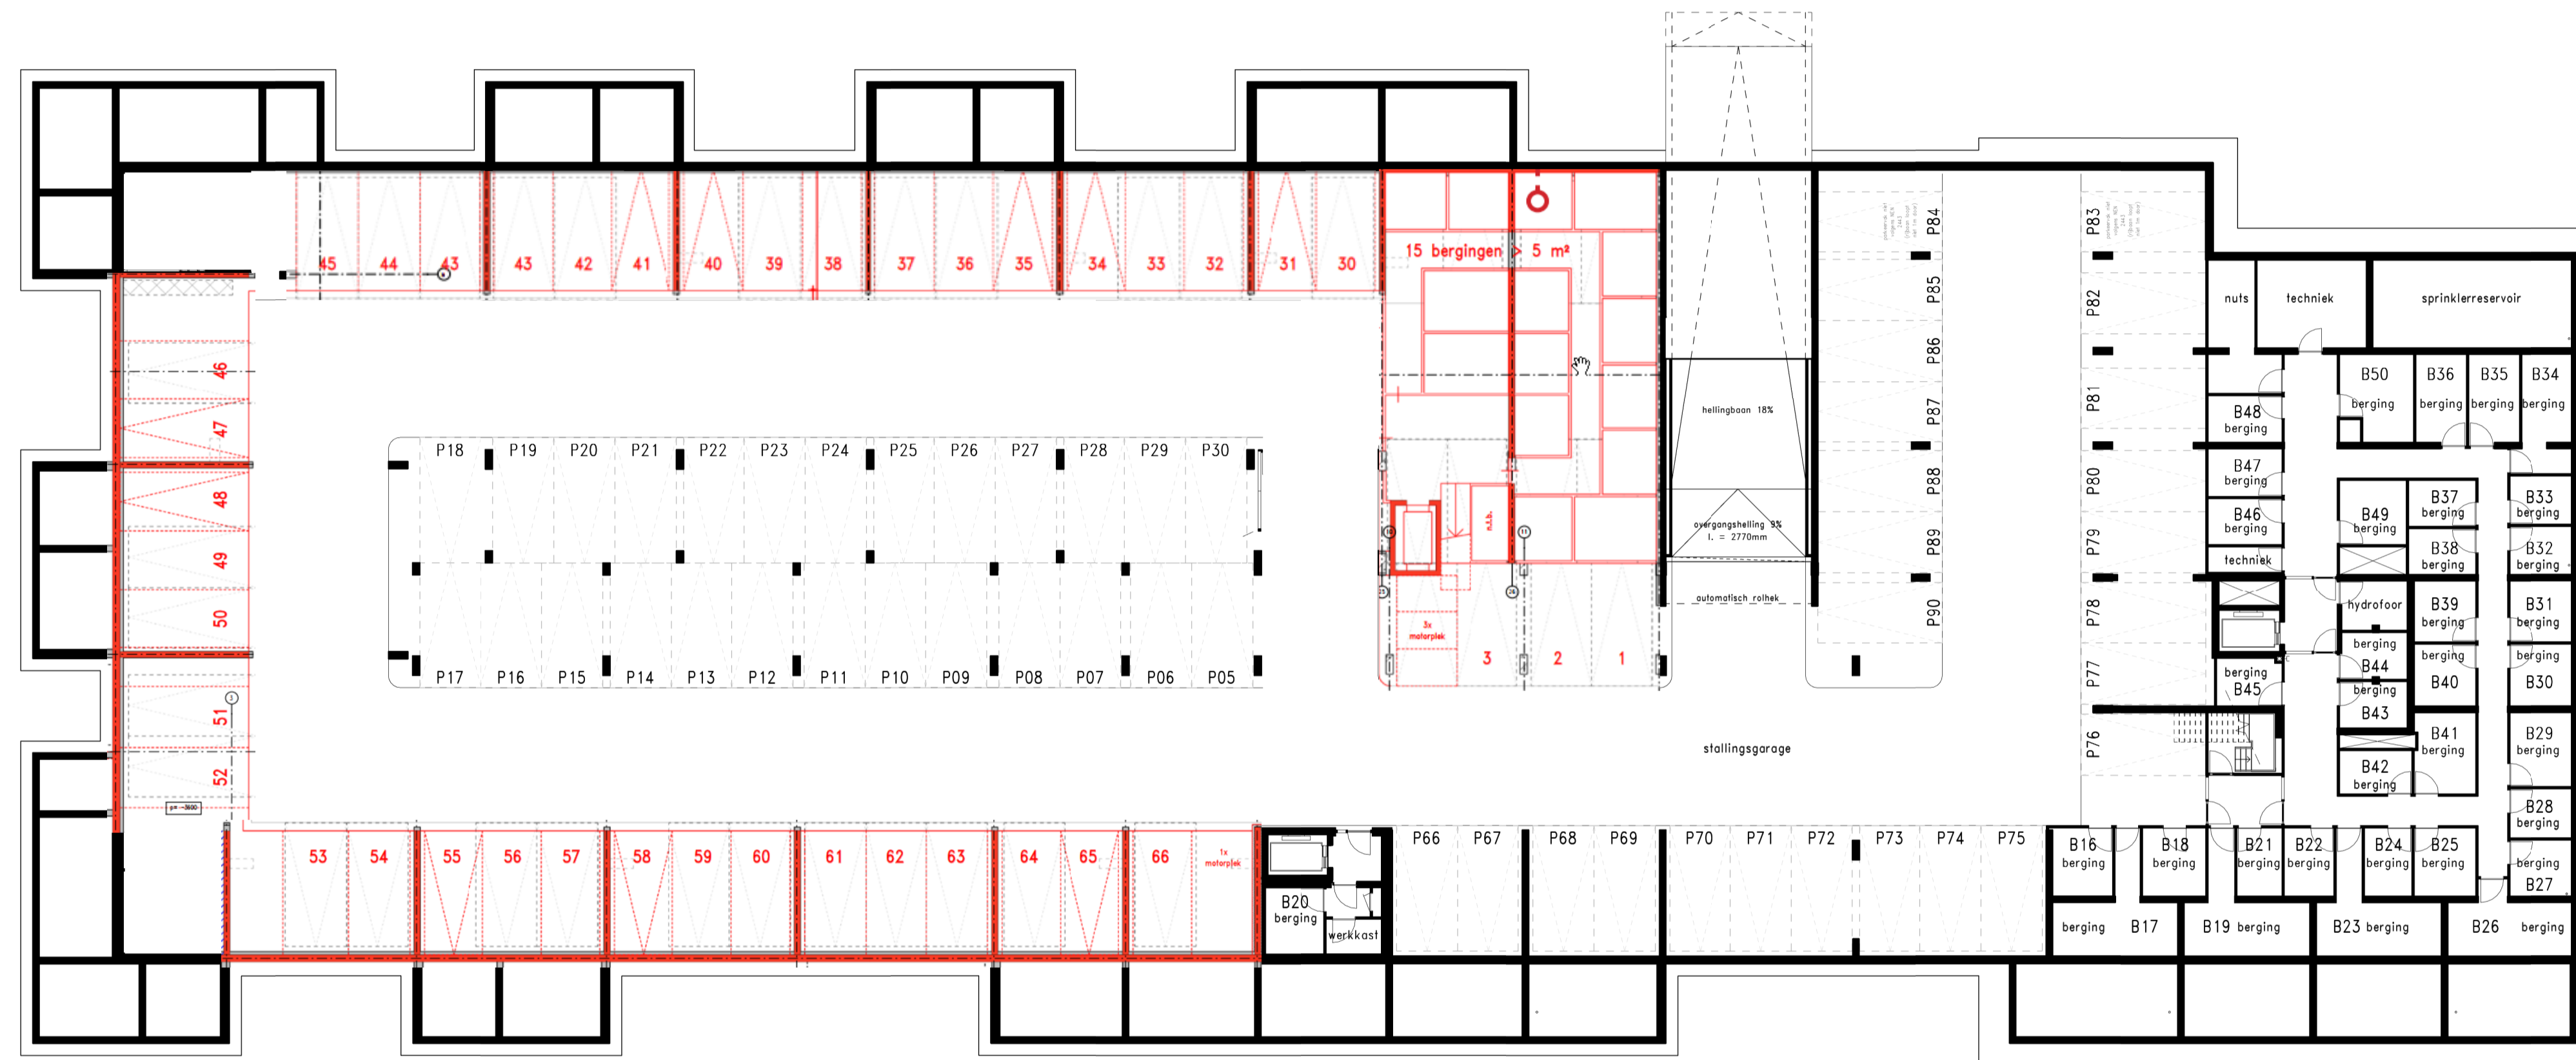 45 44 43 43 42 41 40 39 38 37 36 35 34 33 32 31 30
15 bergingen > 5 m²
P84
P83
P85
P82
nuts
techniek
sprinklerreservoir
P86
46
P87
P81
hellingbaan 18%
B50
berging
B36
berging
B35
berging
B34
berging
47
B48
berging
P18 P19 P20 P21 P22 P23 P24 P25 P26 P27 P28 P29 P30
48
P88
P80
B47
berging
B49
berging
B37
berging
B33
berging
n.t.b.
overgangshelling 9%
l. = 2770mm
B46
berging
49
P89
P79
B38
berging
B32
berging
techniek
25
26
11
automatisch rolhek
50
P90
P78
hydrofoor
B39
berging
B31
berging
3x
motorplek
3 2 1
berging
B44
berging
B40
berging
B30
P17 P16 P15 P14 P13 P12 P11 P10 P09 P08 P07 P06 P05
P77
berging
B45
berging
B43
51
stallingsgarage
P76
B41
berging
B29
berging
52
B42
berging
B28
berging
53 54 55 56 57 58 59 60 61 62 63 64 65 66
1x
motorplek
P66 P67 P68 P69 P70 P71 P72 P73 P74 P75
B16
berging
B18
berging
B21
berging
B22
berging
B24
berging
B25
berging
berging
B27
B20
berging
werkkast
berging B17
B19 berging
B23 berging
B26 berging